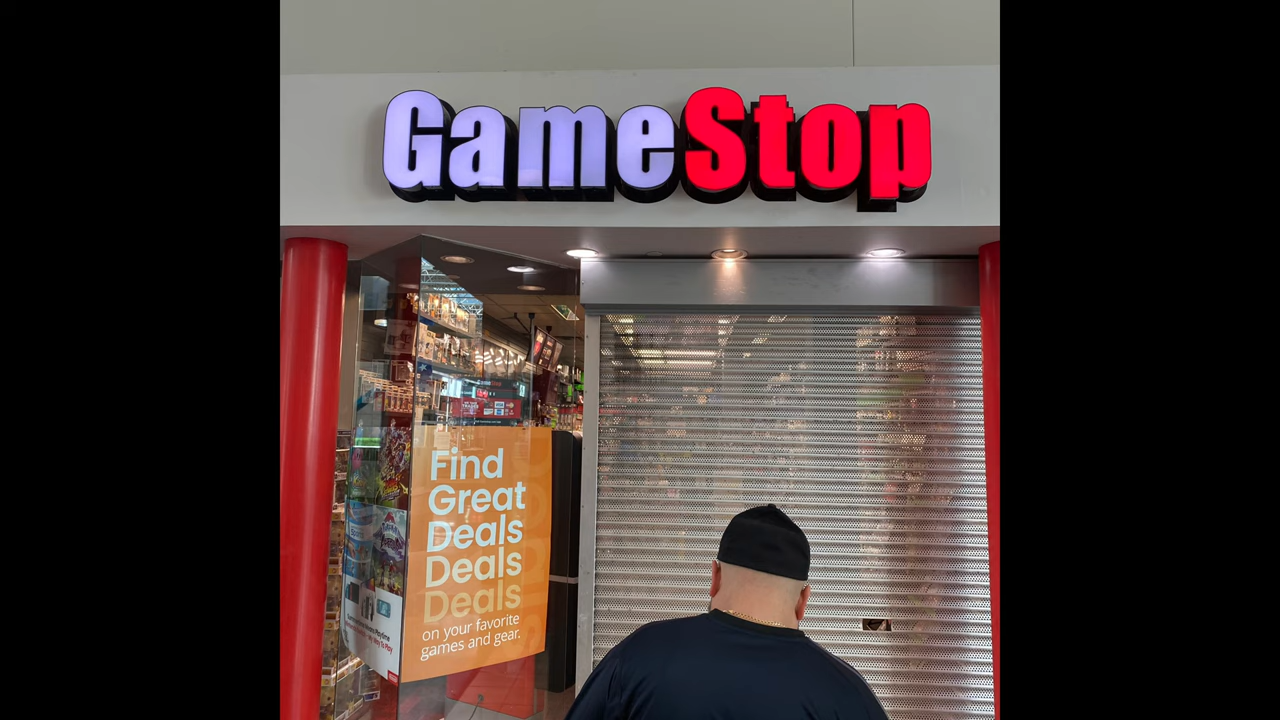 GameStop
Find
Great
Deals
Deals
Deals
on your favorite
games and gear.